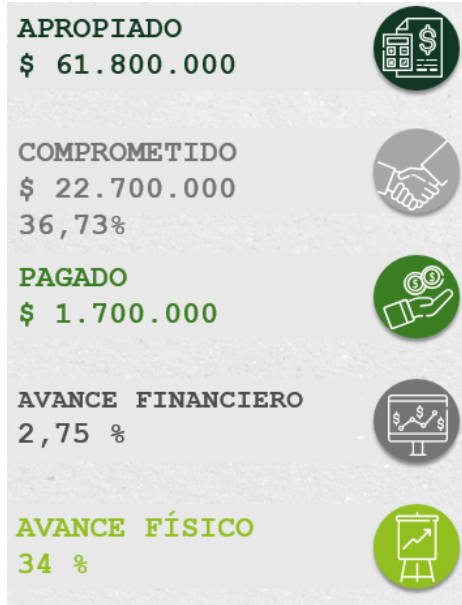 APROPIADO
$ 61.800.000
COMPROMETIDO
$ 22.700.000
36,73%
PAGADO
$ 1.700.000
AVANCE FINANCIERO
2,75 %
AVANCE FÍSICO
34 %